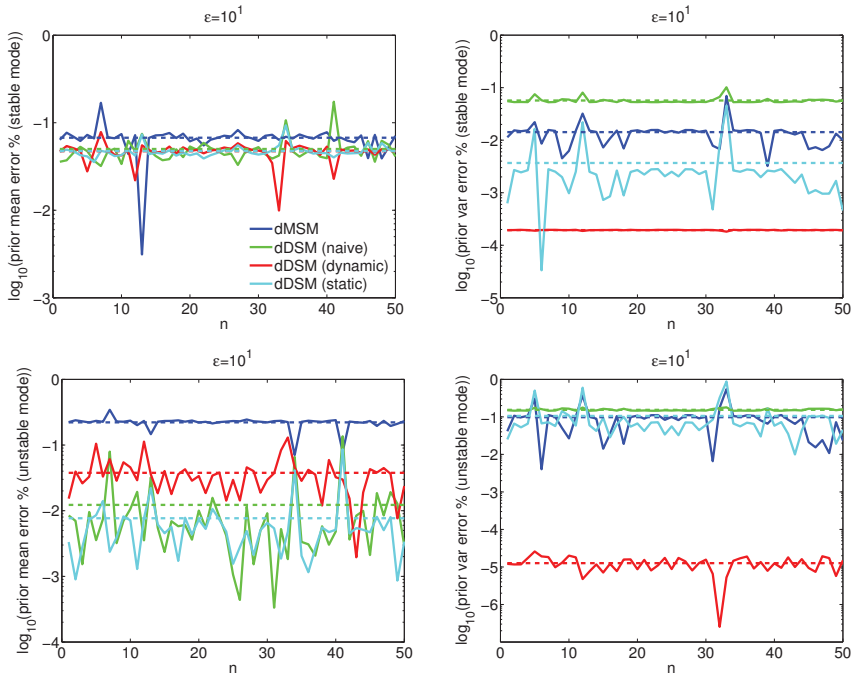 ε=10¹
log₁₀(prior mean error % (stable mode))
0
−1
−2
−3
0 10 20 30 40 50
n
dMSM
dDSM (naive)
dDSM (dynamic)
dDSM (static)
ε=10¹
log₁₀(prior var error % (stable mode))
0
−1
−2
−3
−4
−5
0 10 20 30 40 50
n
ε=10¹
log₁₀(prior mean error % (unstable mode))
0
−1
−2
−3
−4
0 10 20 30 40 50
n
ε=10¹
log₁₀(prior var error % (unstable mode))
0
−1
−2
−3
−4
−5
−6
0 10 20 30 40 50
n